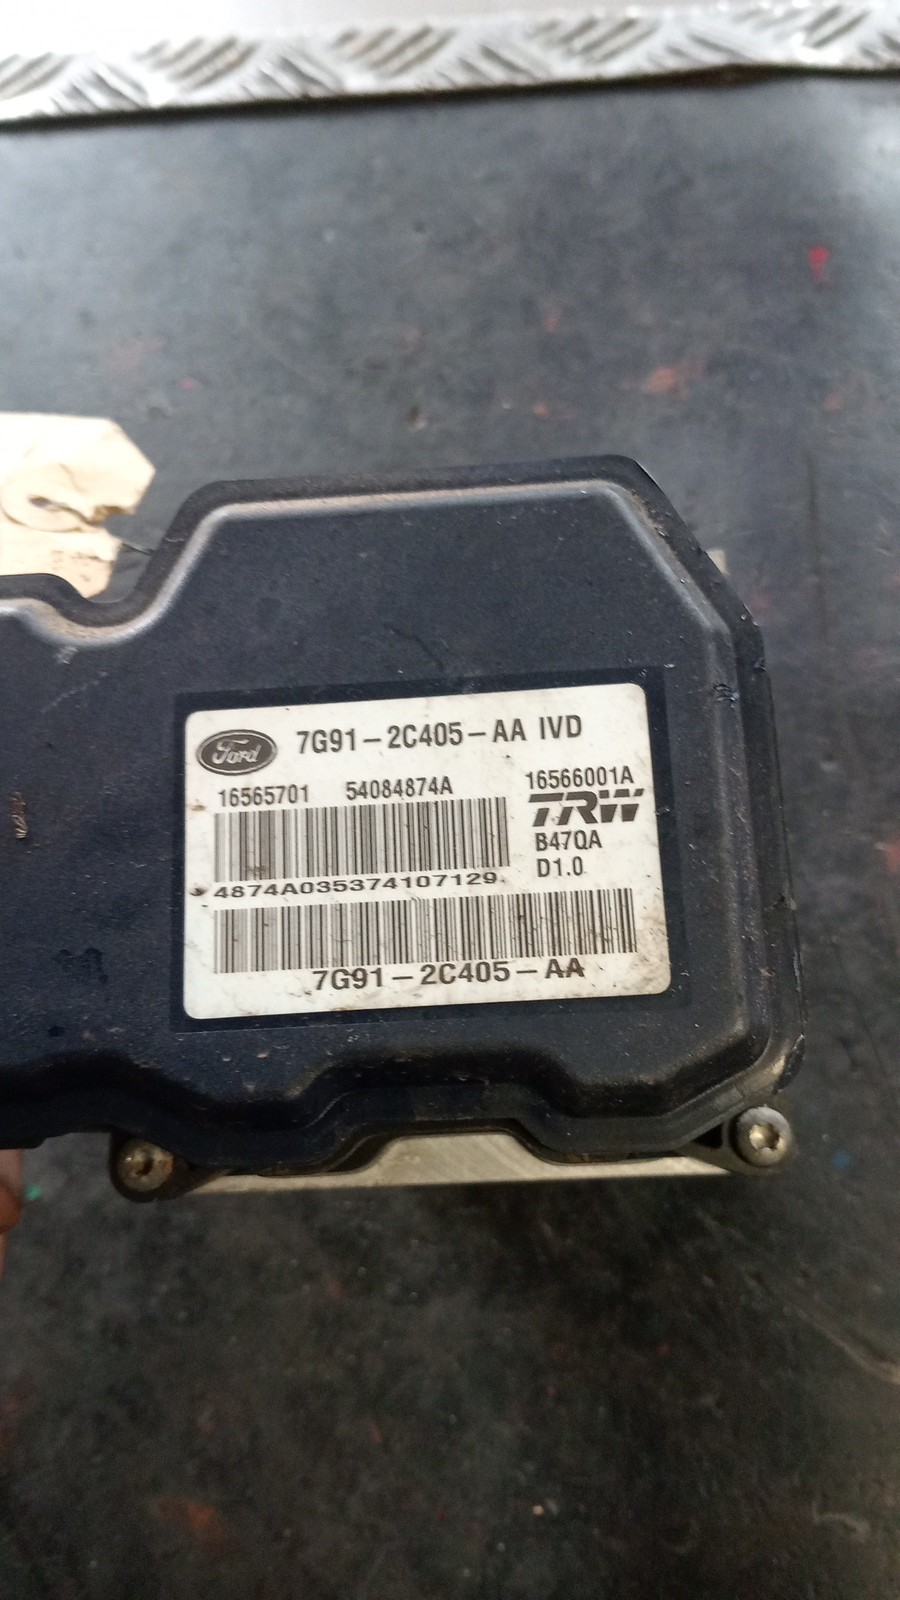 Ford 7G91-2C405-AA IVD
16565701 54084874A 16566001A
TRW
B47QA
D1.0
4874A035374107129
7G91-2C405-AA